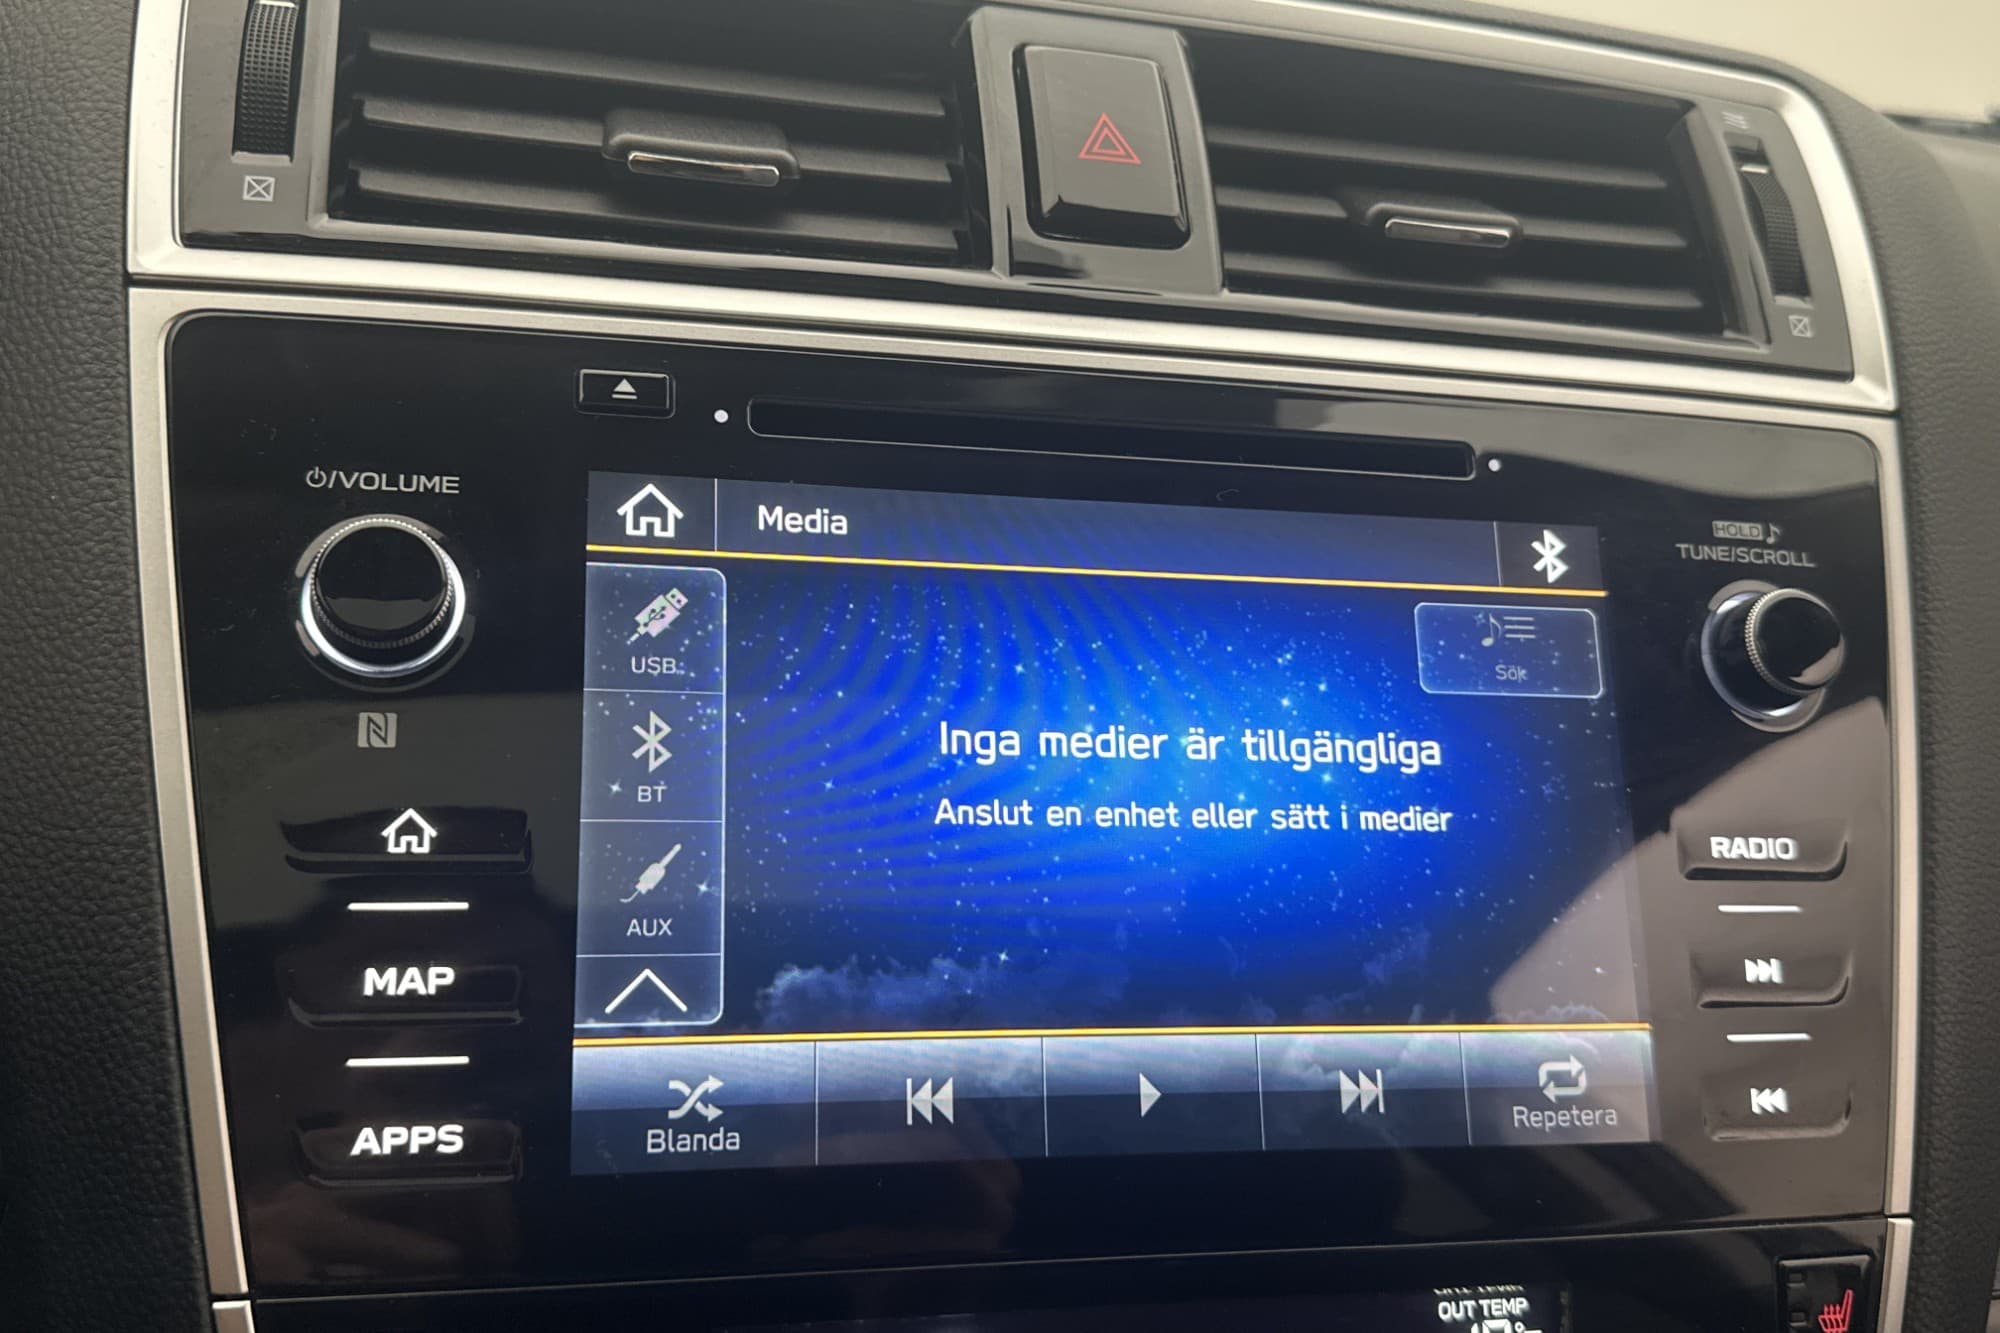 /VOLUME
HOLD
TUNE/SCROLL
Media
USB
Sök
BT
AUX
Inga medier är tillgängliga
Anslut en enhet eller sätt i medier
RADIO
MAP
APPS
Blanda
Repetera
OUT TEMP